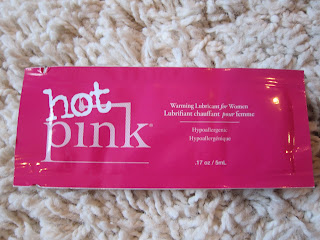 hot
pink®
Warming Lubricant for Women
Lubrifiant chauffant pour femme
Hypoallergenic
Hypoallergénique
.17 oz / 5mL